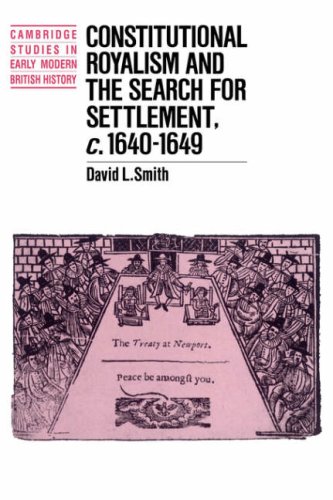 CAMBRIDGE
STUDIES IN
EARLY MODERN
BRITISH HISTORY
CONSTITUTIONAL
ROYALISM AND
THE SEARCH FOR
SETTLEMENT,
c. 1640-1649
David L. Smith
The Treaty at Newport.
Peace be amongſt you.